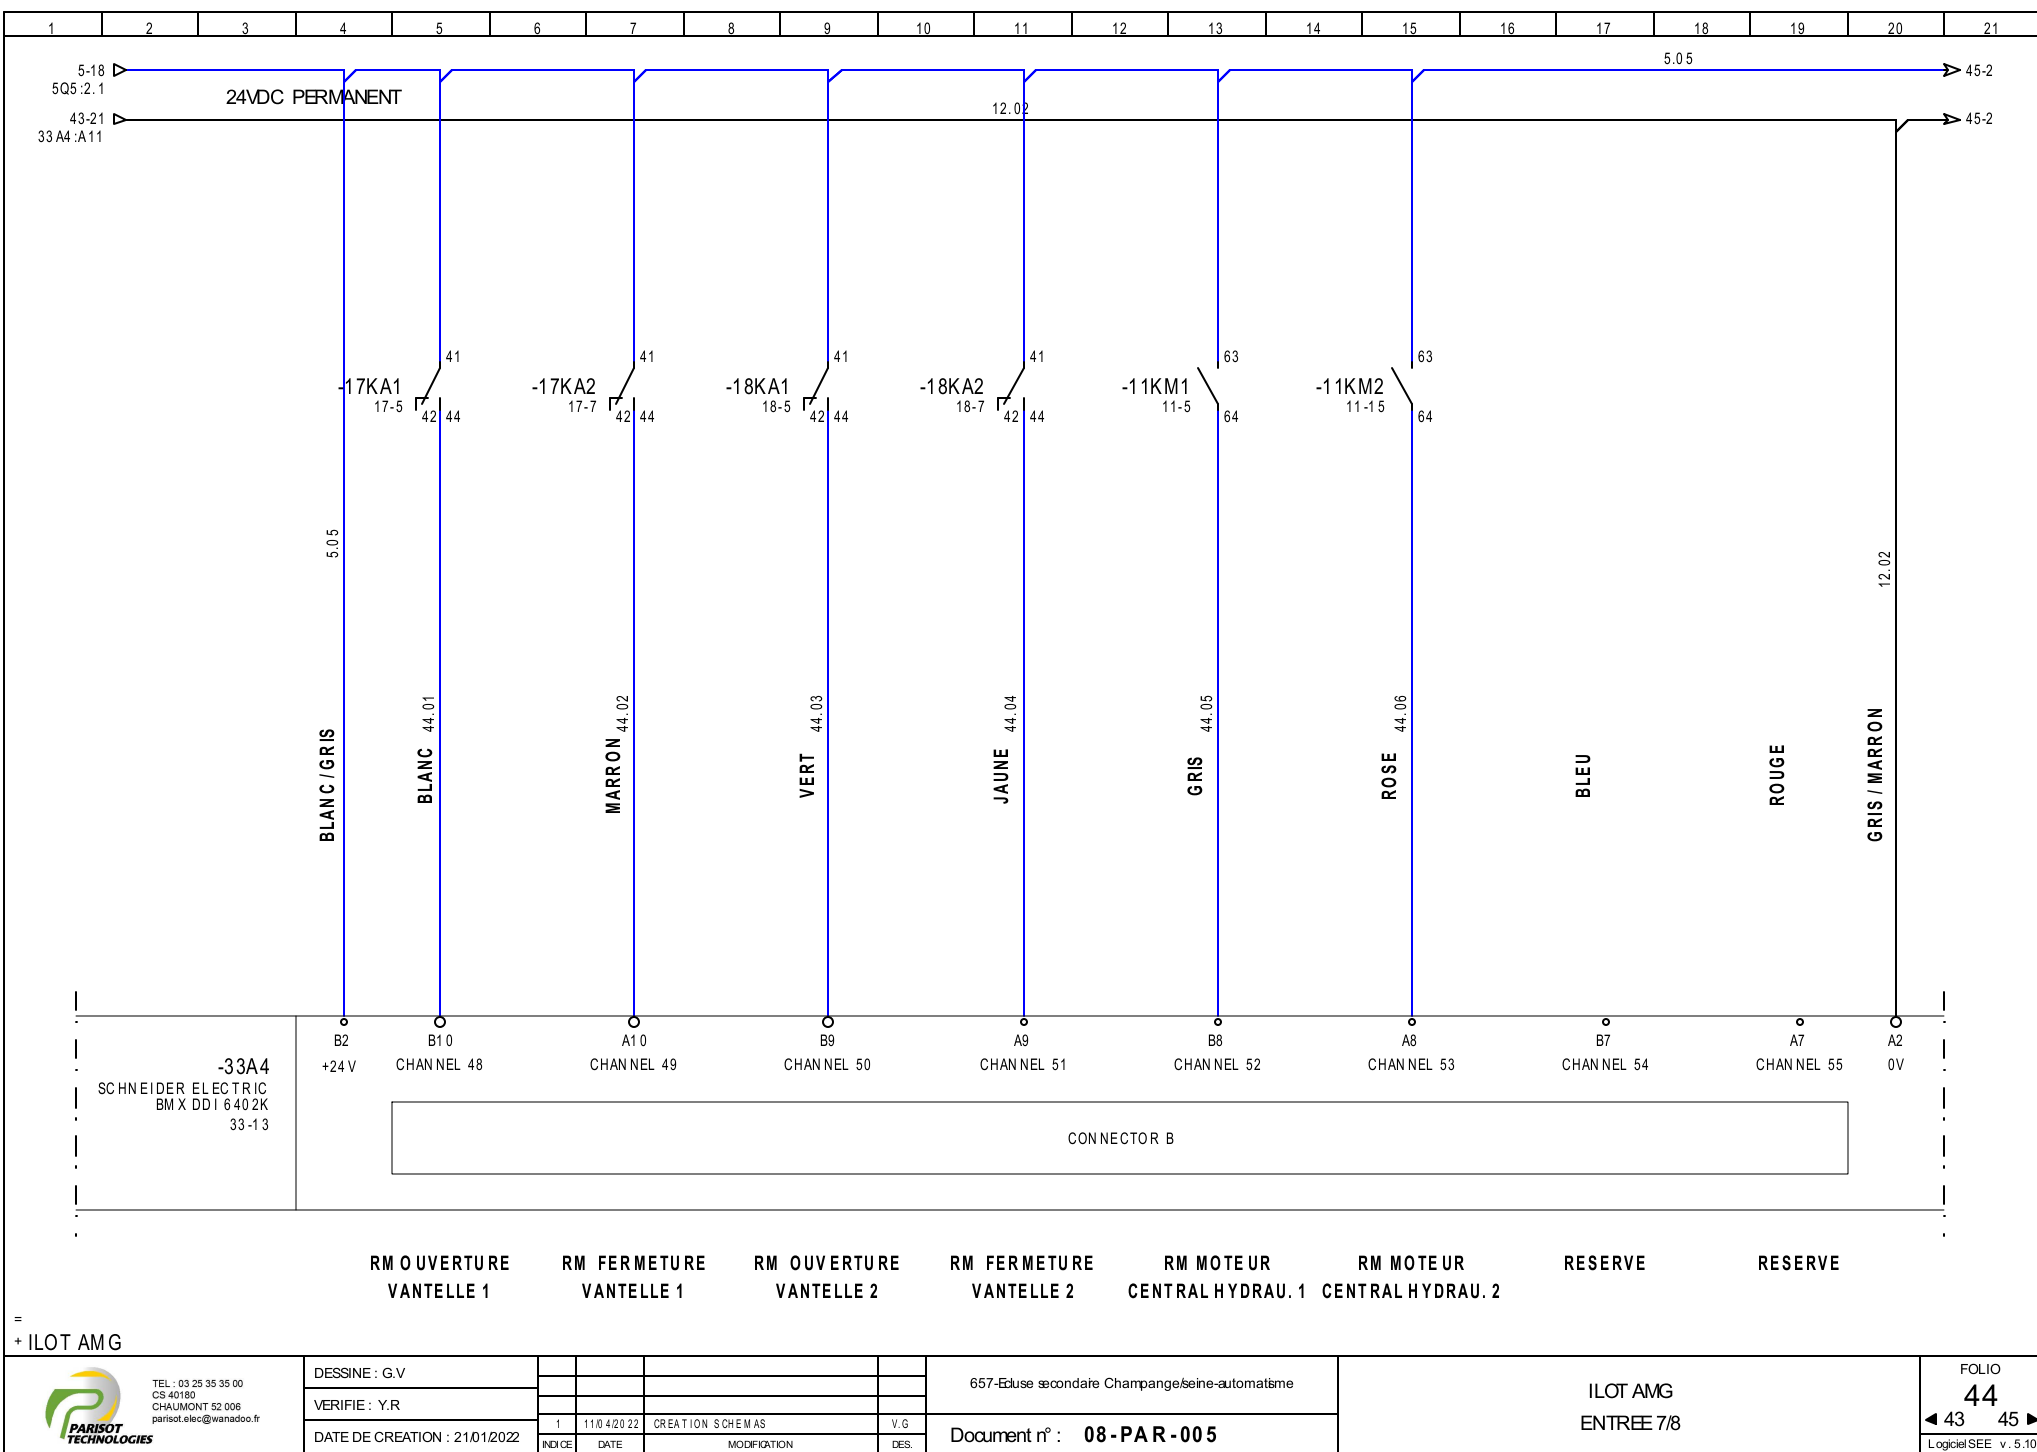 1 2 3 4 5 6 7 8 9 10 11 12 13 14 15 16 17 18 19 20 21
5-18
5Q5:2.1
24VDC PERMANENT
5.05
45-2
43-21
33A4:A11
12.02
45-2
41 41 41 41 63 63
-17KA1 -17KA2 -18KA1 -18KA2 -11KM1 -11KM2
17-5 17-7 18-5 18-7 11-5 11-15
42 44 42 44 42 44 42 44 64 64
5.05
12.02
44.01 44.02 44.03 44.04 44.05 44.06
BLANC/GRIS BLANC MARRON VERT JAUNE GRIS ROSE BLEU ROUGE GRIS/MARRON
B2 B10 A10 B9 A9 B8 A8 B7 A7 A2
+24V CHANNEL 48 CHANNEL 49 CHANNEL 50 CHANNEL 51 CHANNEL 52 CHANNEL 53 CHANNEL 54 CHANNEL 55 0V
-33A4
SCHNEIDER ELECTRIC
BMX DDI 6402K
33-13
CONNECTOR B
RM OUVERTURE RM FERMETURE RM OUVERTURE RM FERMETURE RM MOTEUR RM MOTEUR RESERVE RESERVE
VANTELLE 1 VANTELLE 1 VANTELLE 2 VANTELLE 2 CENTRAL HYDRAU. 1 CENTRAL HYDRAU. 2
=
+ ILOT AMG
PARISOT
TECHNOLOGIES
TEL : 03 25 35 35 00
CS 40180
CHAUMONT 52 006
parisot.elec@wanadoo.fr
DESSINE : G.V
VERIFIE : Y.R
DATE DE CREATION : 21/01/2022
1 11/04/2022 CREATION SCHEMAS V.G
INDICE DATE MODIFICATION DES.
657-Ecluse secondaire Champange/seine-automatisme
Document n° : 08-PAR-005
ILOT AMG
ENTREE 7/8
FOLIO
44
43 45
Logiciel SEE v.5.10